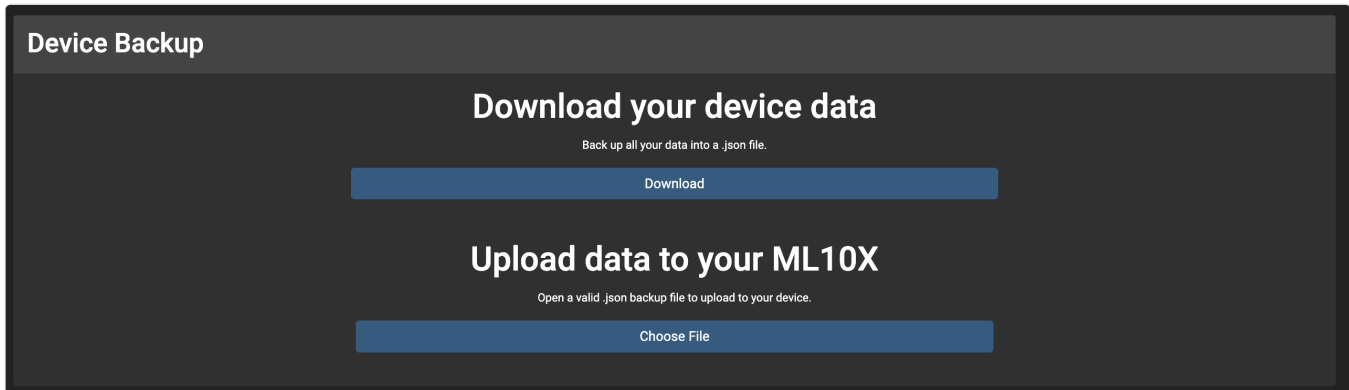 Device Backup
Download your device data
Back up all your data into a .json file.
Download
Upload data to your ML10X
Open a valid .json backup file to upload to your device.
Choose File